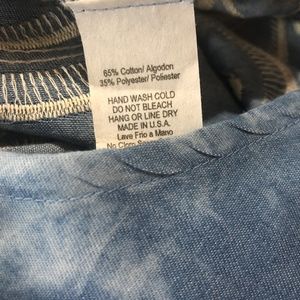 65% Cotton/ Algodon
35% Polyester/ Poliester
HAND WASH COLD
DO NOT BLEACH
HANG OR LINE DRY
MADE IN U.S.A.
Lave Frio a Mano
No